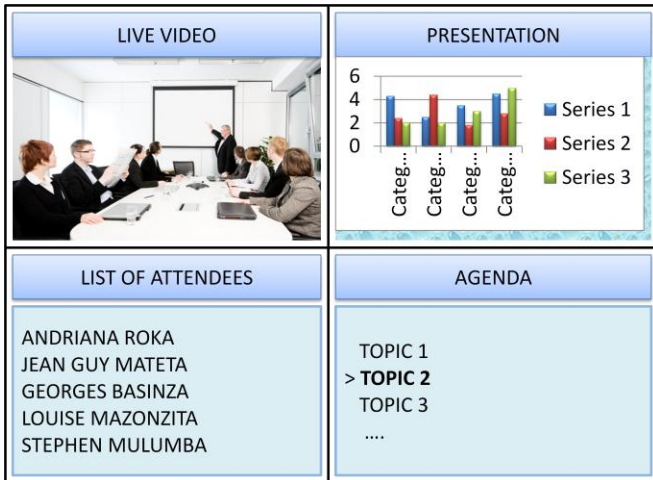 LIVE VIDEO
PRESENTATION
6
4
2
0
Categ...
Categ...
Categ...
Categ...
Series 1
Series 2
Series 3
LIST OF ATTENDEES
ANDRIANA ROKA
JEAN GUY MATETA
GEORGES BASINZA
LOUISE MAZONZITA
STEPHEN MULUMBA
AGENDA
TOPIC 1
> TOPIC 2
TOPIC 3
....